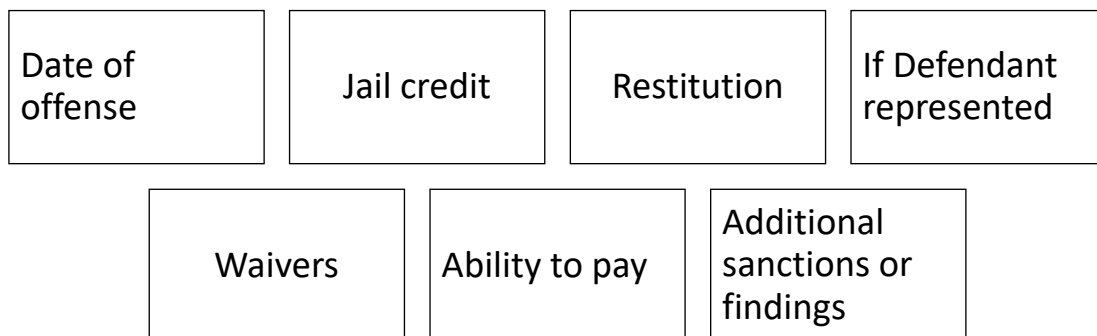 Date of
offense
Jail credit
Restitution
If Defendant
represented
Waivers
Ability to pay
Additional
sanctions or
findings